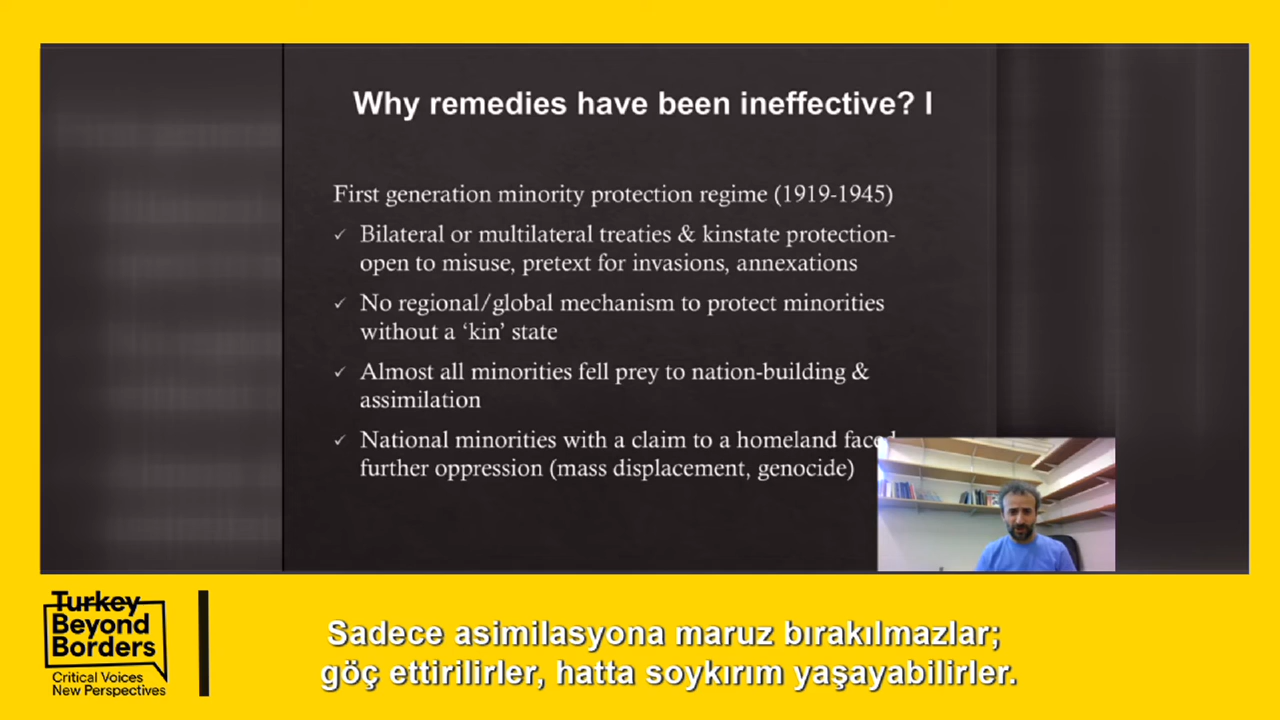 Why remedies have been ineffective? I
First generation minority protection regime (1919-1945)
✓ Bilateral or multilateral treaties & kinstate protection-
open to misuse, pretext for invasions, annexations
✓ No regional/global mechanism to protect minorities
without a ‘kin’ state
✓ Almost all minorities fell prey to nation-building &
assimilation
✓ National minorities with a claim to a homeland faced
further oppression (mass displacement, genocide)
Turkey
Beyond
Borders
Critical Voices
New Perspectives
Sadece asimilasyona maruz bırakılmazlar;
göç ettirilirler, hatta soykırım yaşayabilirler.